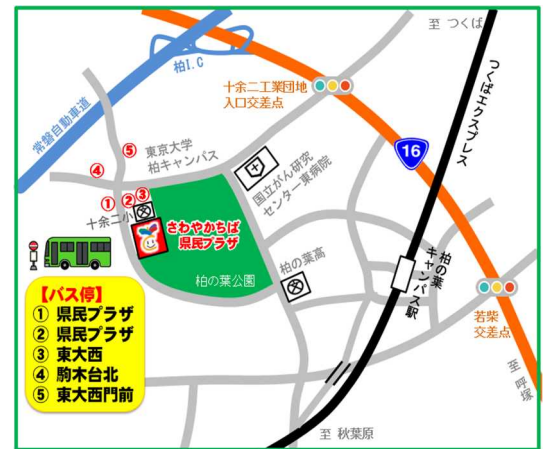 至 つくば
柏I.C
常磐自動車道
十余二工業団地
入口交差点
つくばエクスプレス
16
⑤
東京大学
柏キャンパス
④
国立がん研究
センター東病院
① ② ③
十余二小
さわやかちば
県民プラザ
柏の葉公園
柏の葉高
柏の葉
キャンパス駅
若柴
交差点
至 呼塚
至 秋葉原
【バス停】
① 県民プラザ
② 県民プラザ
③ 東大西
④ 駒木台北
⑤ 東大西門前